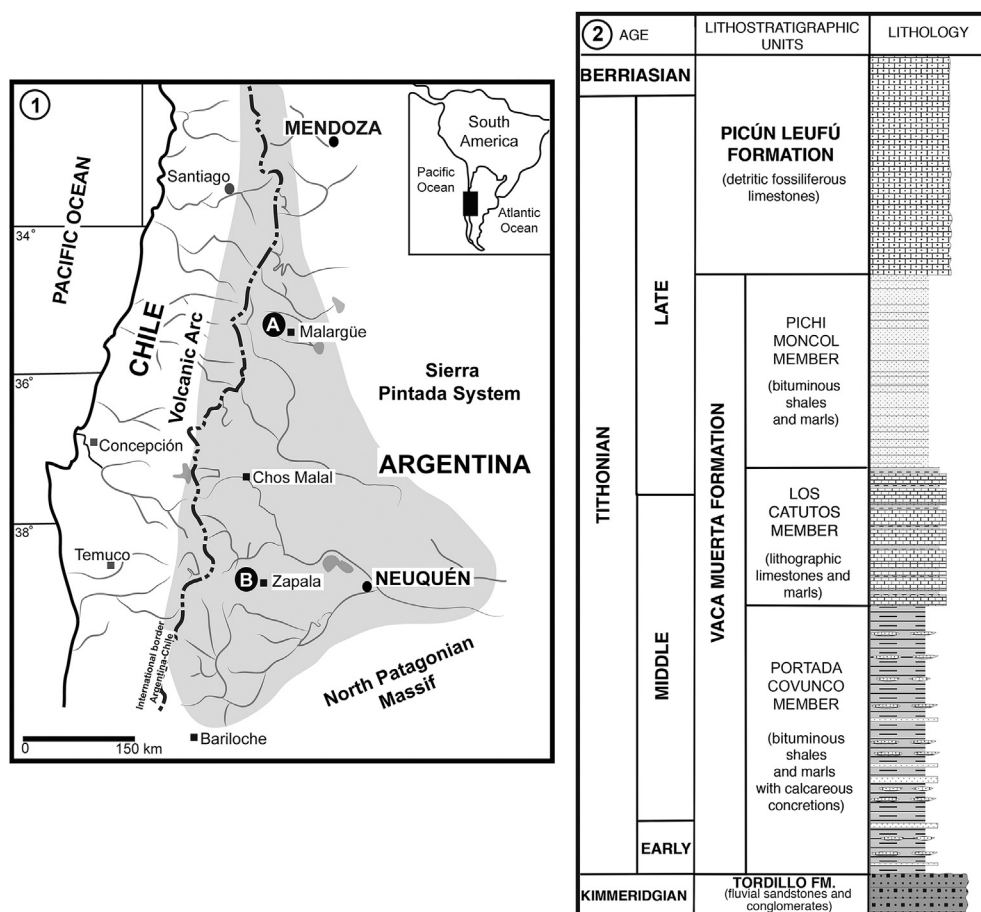 1
MENDOZA
South
America
Santiago
Pacific
Ocean
Atlantic
Ocean
PACIFIC OCEAN
34°
CHILE
Volcanic Arc
A
Malargüe
Sierra
Pintada System
36°
Concepción
ARGENTINA
Chos Malal
38°
Temuco
B
Zapala
NEUQUÉN
International border
Argentina-Chile
North Patagonian
Massif
0 150 km
Bariloche
2 AGE
LITHOSTRATIGRAPHIC
UNITS
LITHOLOGY
BERRIASIAN
PICÚN LEUFÚ
FORMATION
(detritic fossiliferous
limestones)
TITHONIAN
LATE
VACA MUERTA FORMATION
PICHI
MONCOL
MEMBER
(bituminous
shales
and marls)
LOS
CATUTOS
MEMBER
(lithographic
limestones and
marls)
MIDDLE
PORTADA
COVUNCO
MEMBER
(bituminous
shales
and marls
with calcareous
concretions)
EARLY
KIMMERIDGIAN
TORDILLO FM.
(fluvial sandstones and
conglomerates)